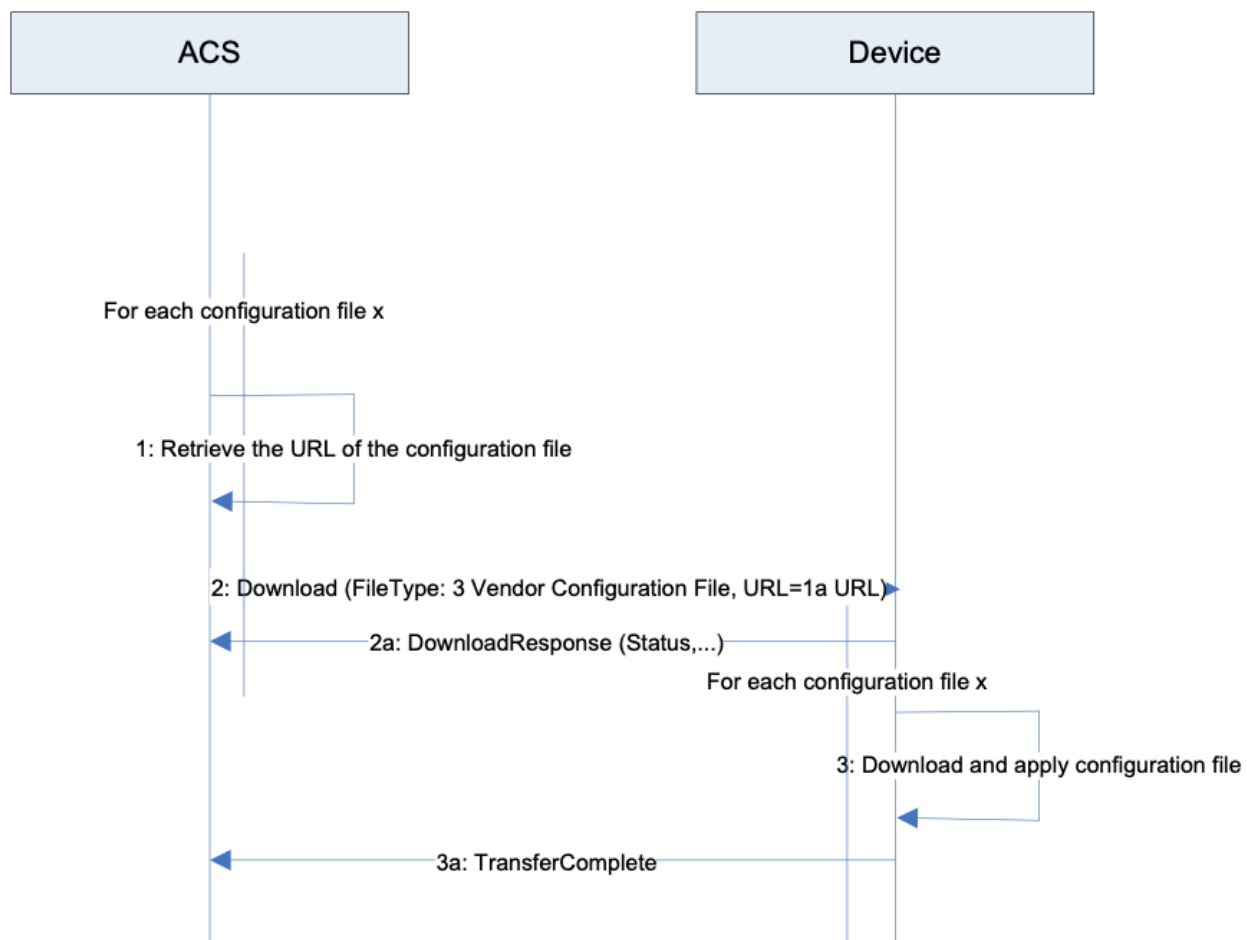 ACS
Device
For each configuration file x
1: Retrieve the URL of the configuration file
2: Download (FileType: 3 Vendor Configuration File, URL=1a URL)
2a: DownloadResponse (Status,...)
For each configuration file x
3: Download and apply configuration file
3a: TransferComplete